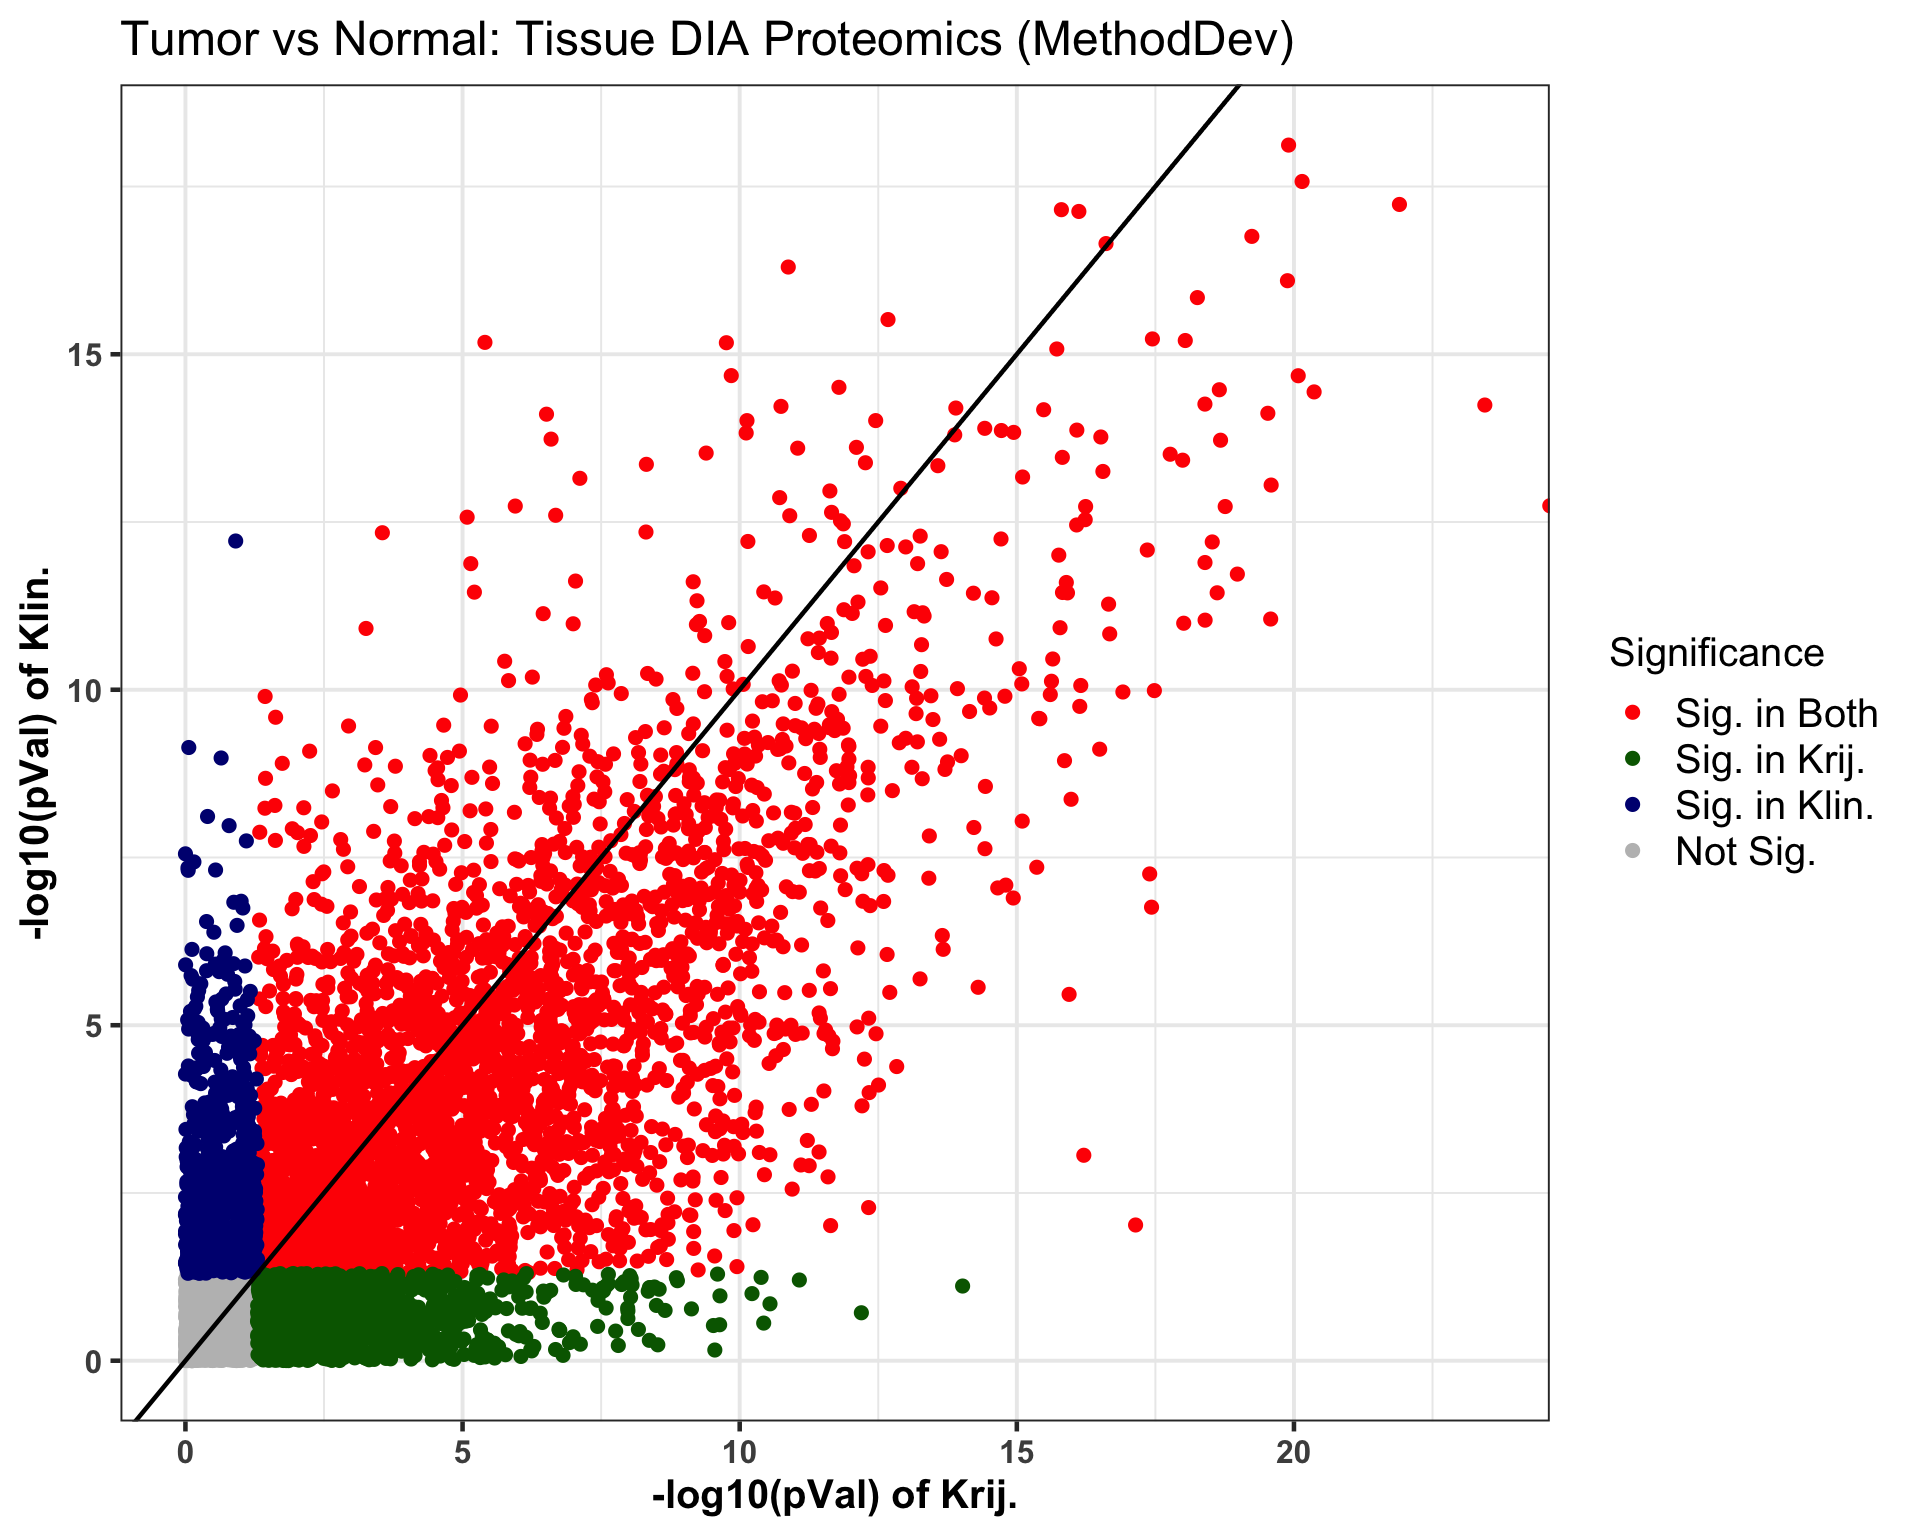 Tumor vs Normal: Tissue DIA Proteomics (MethodDev)
-log10(pVal) of Klin.
15
10
5
0
0 5 10 15 20
-log10(pVal) of Krij.
Significance
Sig. in Both
Sig. in Krij.
Sig. in Klin.
Not Sig.